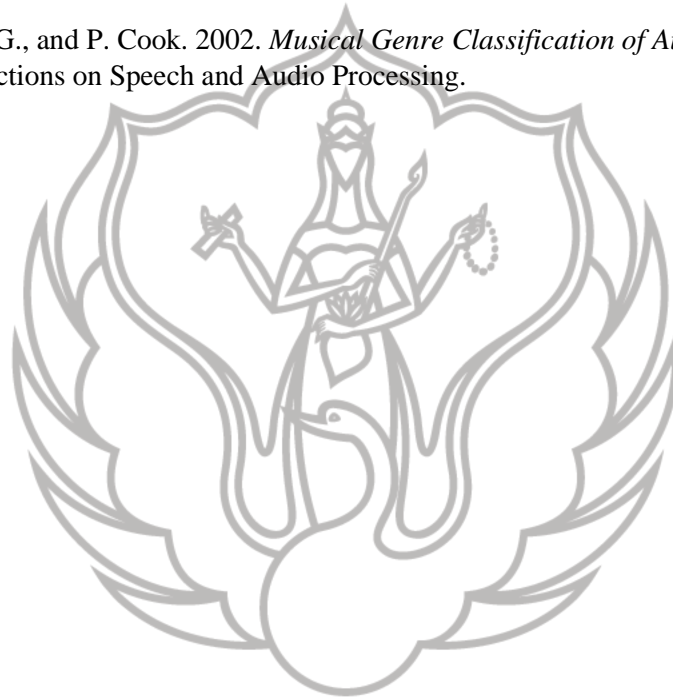 G., and P. Cook. 2002. Musical Genre Classification of
ctions on Speech and Audio Processing.